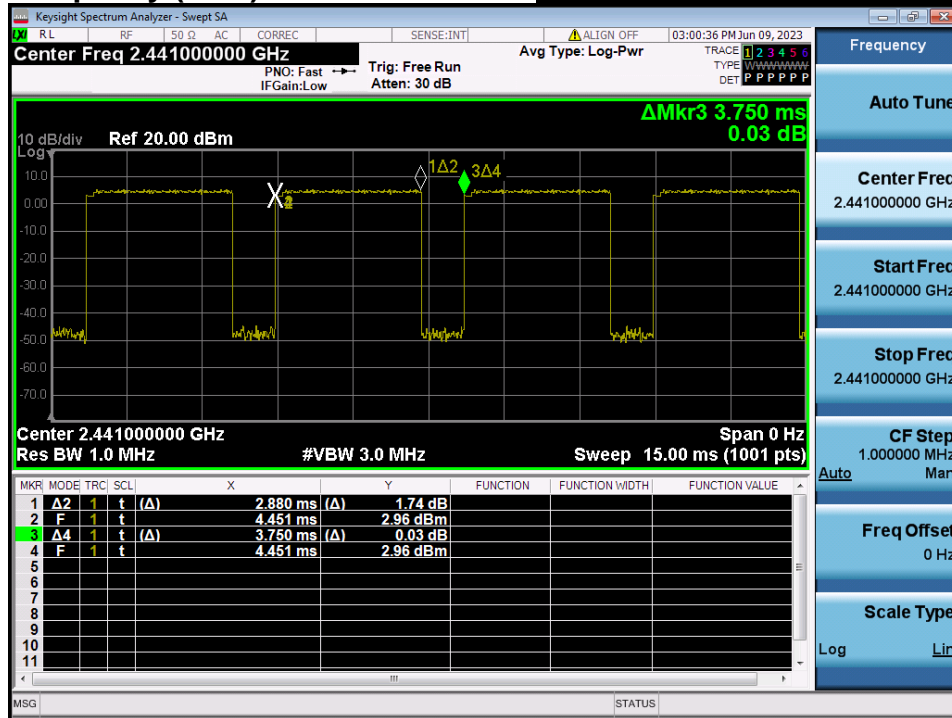 Keysight Spectrum Analyzer - Swept SA
RL RF 50 Ω AC CORREC SENSE:INT ALIGN OFF 03:00:36 PM Jun 09, 2023
Center Freq 2.441000000 GHz
PNO: Fast
IFGain:Low
Trig: Free Run
Atten: 30 dB
Avg Type: Log-Pwr
TRACE 1 2 3 4 5 6
TYPE WWWWWW
DET P P P P P P
ΔMkr3 3.750 ms
0.03 dB
10 dB/div Ref 20.00 dBm
Log
1Δ2
3Δ4
10.0
0.00
-10.0
-20.0
-30.0
-40.0
-50.0
-60.0
-70.0
Center 2.441000000 GHz Span 0 Hz
Res BW 1.0 MHz #VBW 3.0 MHz Sweep 15.00 ms (1001 pts)
MKR MODE TRC SCL X Y FUNCTION FUNCTION WIDTH FUNCTION VALUE
1 Δ2 1 t (Δ) 2.880 ms (Δ) 1.74 dB
2 F 1 t 4.451 ms 2.96 dBm
3 Δ4 1 t (Δ) 3.750 ms (Δ) 0.03 dB
4 F 1 t 4.451 ms 2.96 dBm
5
6
7
8
9
10
11
MSG STATUS
Frequency
Auto Tune
Center Freq
2.441000000 GHz
Start Freq
2.441000000 GHz
Stop Freq
2.441000000 GHz
CF Step
1.000000 MHz
Auto Man
Freq Offset
0 Hz
Scale Type
Log Lin